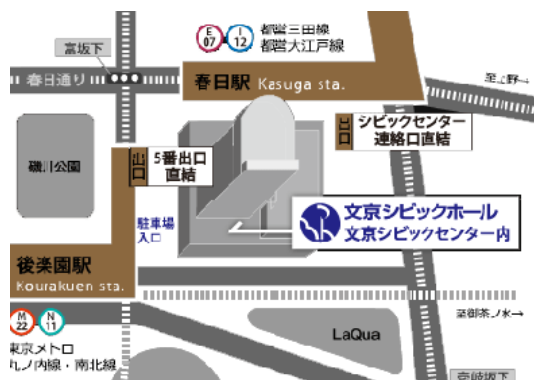 E
07
I
12
都営三田線
都営大江戸線
富坂下
春日通り
春日駅 Kasuga sta.
至上野→
出口
シビックセンター
連絡口直結
出口
5番出口
直結
礫川公園
駐車場
入口
文京シビックホール
文京シビックセンター内
後楽園駅
Kourakuen sta.
M
22
N
11
東京メトロ
丸ノ内線・南北線
LaQua
至御茶ノ水→
壱岐坂下